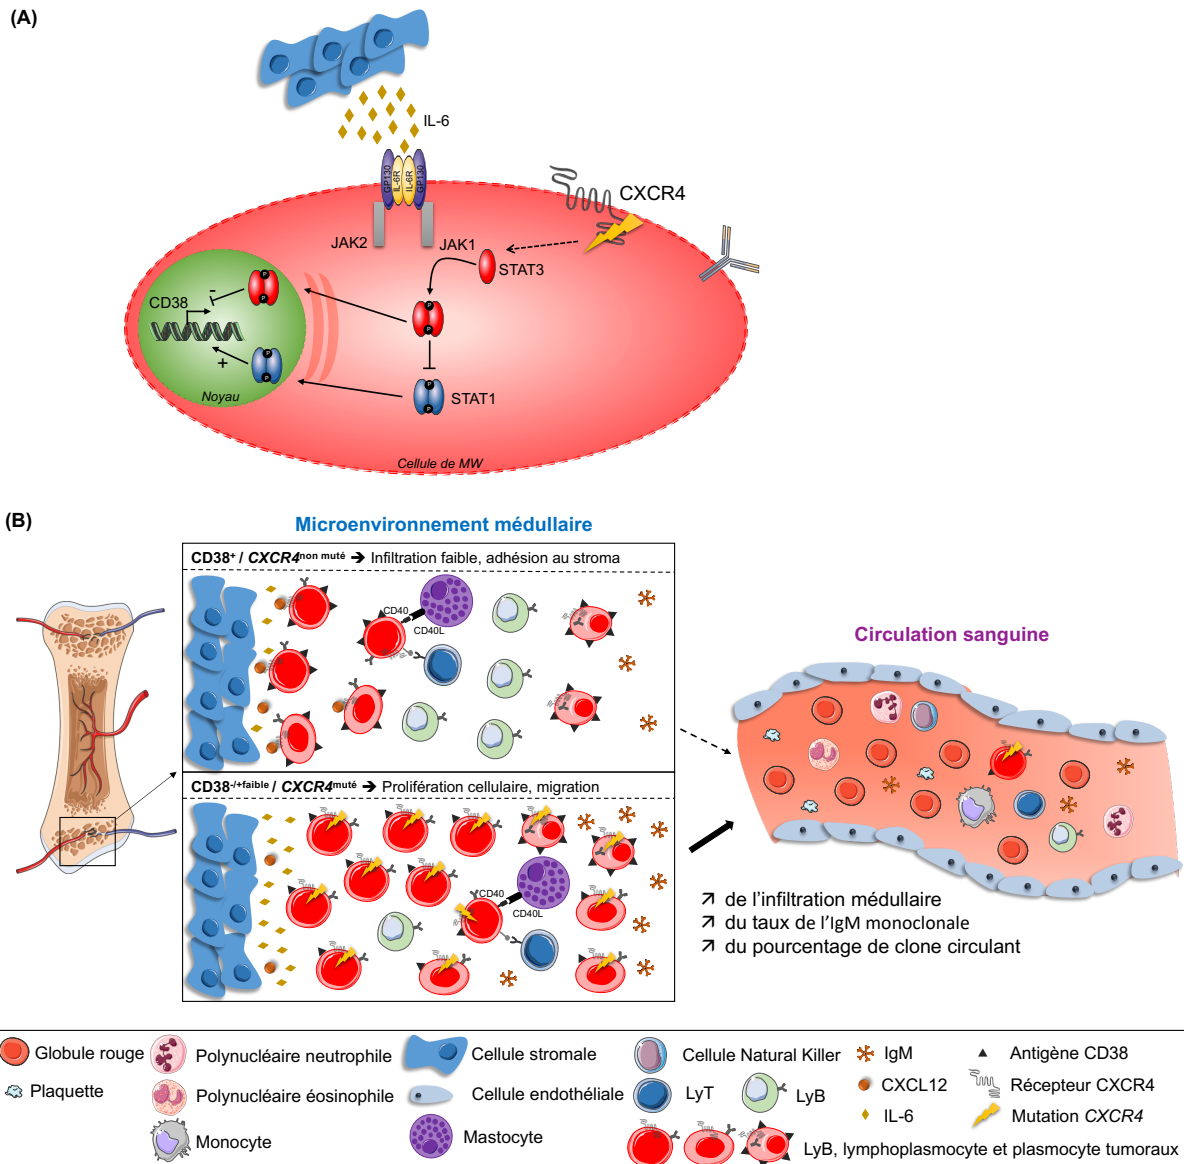 (A)
IL-6
GP130
IL-6R
IL-6R
GP130
CXCR4
JAK2
JAK1
STAT3
CD38
-
+
P
P
P
P
P
P
P
P
STAT1
Noyau
Cellule de MW
(B)
Microenvironnement médullaire
CD38+ / CXCR4non muté ➔ Infiltration faible, adhésion au stroma
CD40
CD40L
Circulation sanguine
CD38-/+faible / CXCR4muté ➔ Prolifération cellulaire, migration
CD40
CD40L
↗ de l'infiltration médullaire
↗ du taux de l'IgM monoclonale
↗ du pourcentage de clone circulant
Globule rouge
Polynucléaire neutrophile
Cellule stromale
Cellule Natural Killer
IgM
Antigène CD38
Plaquette
Polynucléaire éosinophile
Cellule endothéliale
LyT
LyB
CXCL12
Récepteur CXCR4
IL-6
Mutation CXCR4
Monocyte
Mastocyte
LyB, lymphoplasmocyte et plasmocyte tumoraux